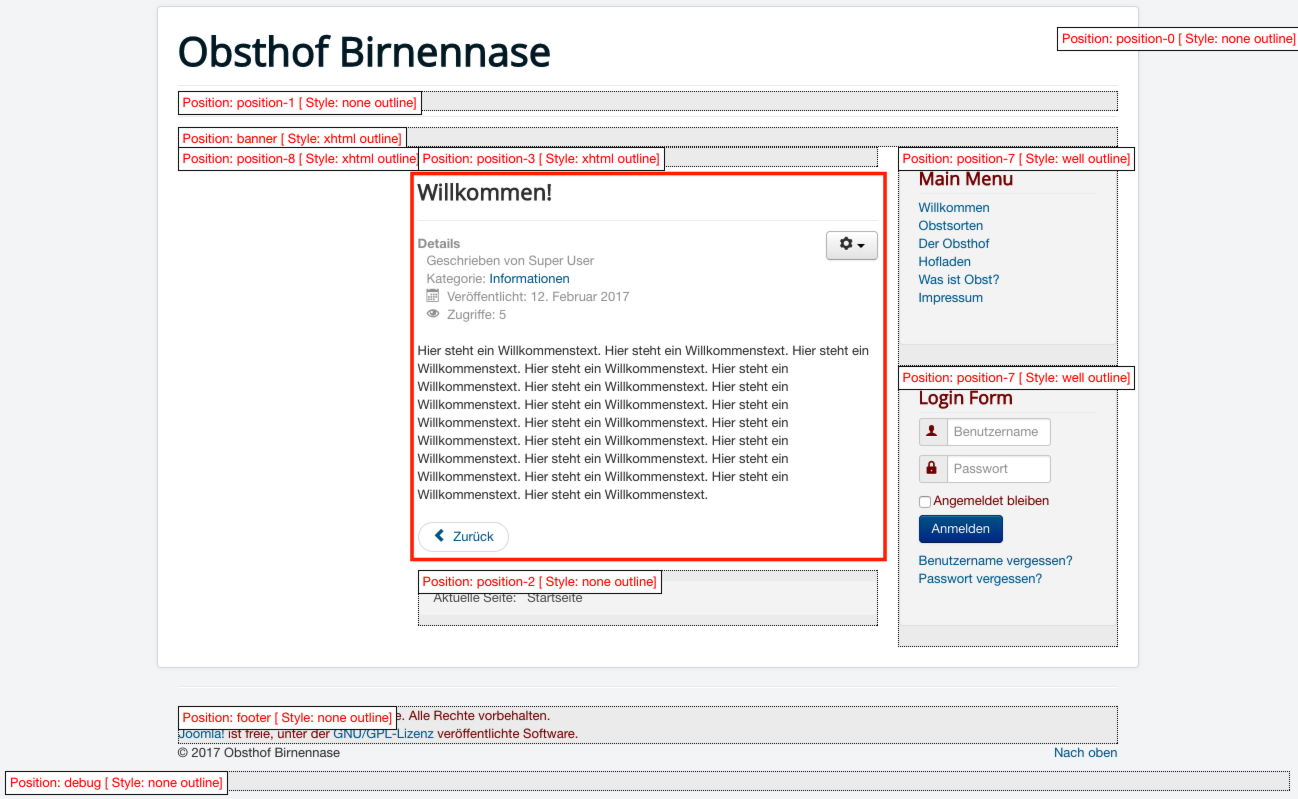 Obsthof Birnennase
Position: position-0 [ Style: none outline]
Position: position-1 [ Style: none outline]
Position: banner [ Style: xhtml outline]
Position: position-8 [ Style: xhtml outline
Position: position-3 [ Style: xhtml outline]
Willkommen!
Details
Geschrieben von Super User
Kategorie: Informationen
Veröffentlicht: 12. Februar 2017
Zugriffe: 5
Hier steht ein Willkommenstext. Hier steht ein Willkommenstext. Hier steht ein
Willkommenstext. Hier steht ein Willkommenstext. Hier steht ein
Willkommenstext. Hier steht ein Willkommenstext. Hier steht ein
Willkommenstext. Hier steht ein Willkommenstext. Hier steht ein
Willkommenstext. Hier steht ein Willkommenstext. Hier steht ein
Willkommenstext. Hier steht ein Willkommenstext. Hier steht ein
Willkommenstext. Hier steht ein Willkommenstext. Hier steht ein
Willkommenstext. Hier steht ein Willkommenstext. Hier steht ein
Willkommenstext. Hier steht ein Willkommenstext.
Zurück
Position: position-2 [ Style: none outline]
Aktuelle Seite: Startseite
Position: position-7 [ Style: well outline]
Main Menu
Willkommen
Obstsorten
Der Obsthof
Hofladen
Was ist Obst?
Impressum
Position: position-7 [ Style: well outline]
Login Form
Benutzername
Passwort
Angemeldet bleiben
Anmelden
Benutzername vergessen?
Passwort vergessen?
Position: footer [ Style: none outline]
e. Alle Rechte vorbehalten.
Joomla! ist freie, unter der GNU/GPL-Lizenz veröffentlichte Software.
© 2017 Obsthof Birnennase
Nach oben
Position: debug [ Style: none outline]